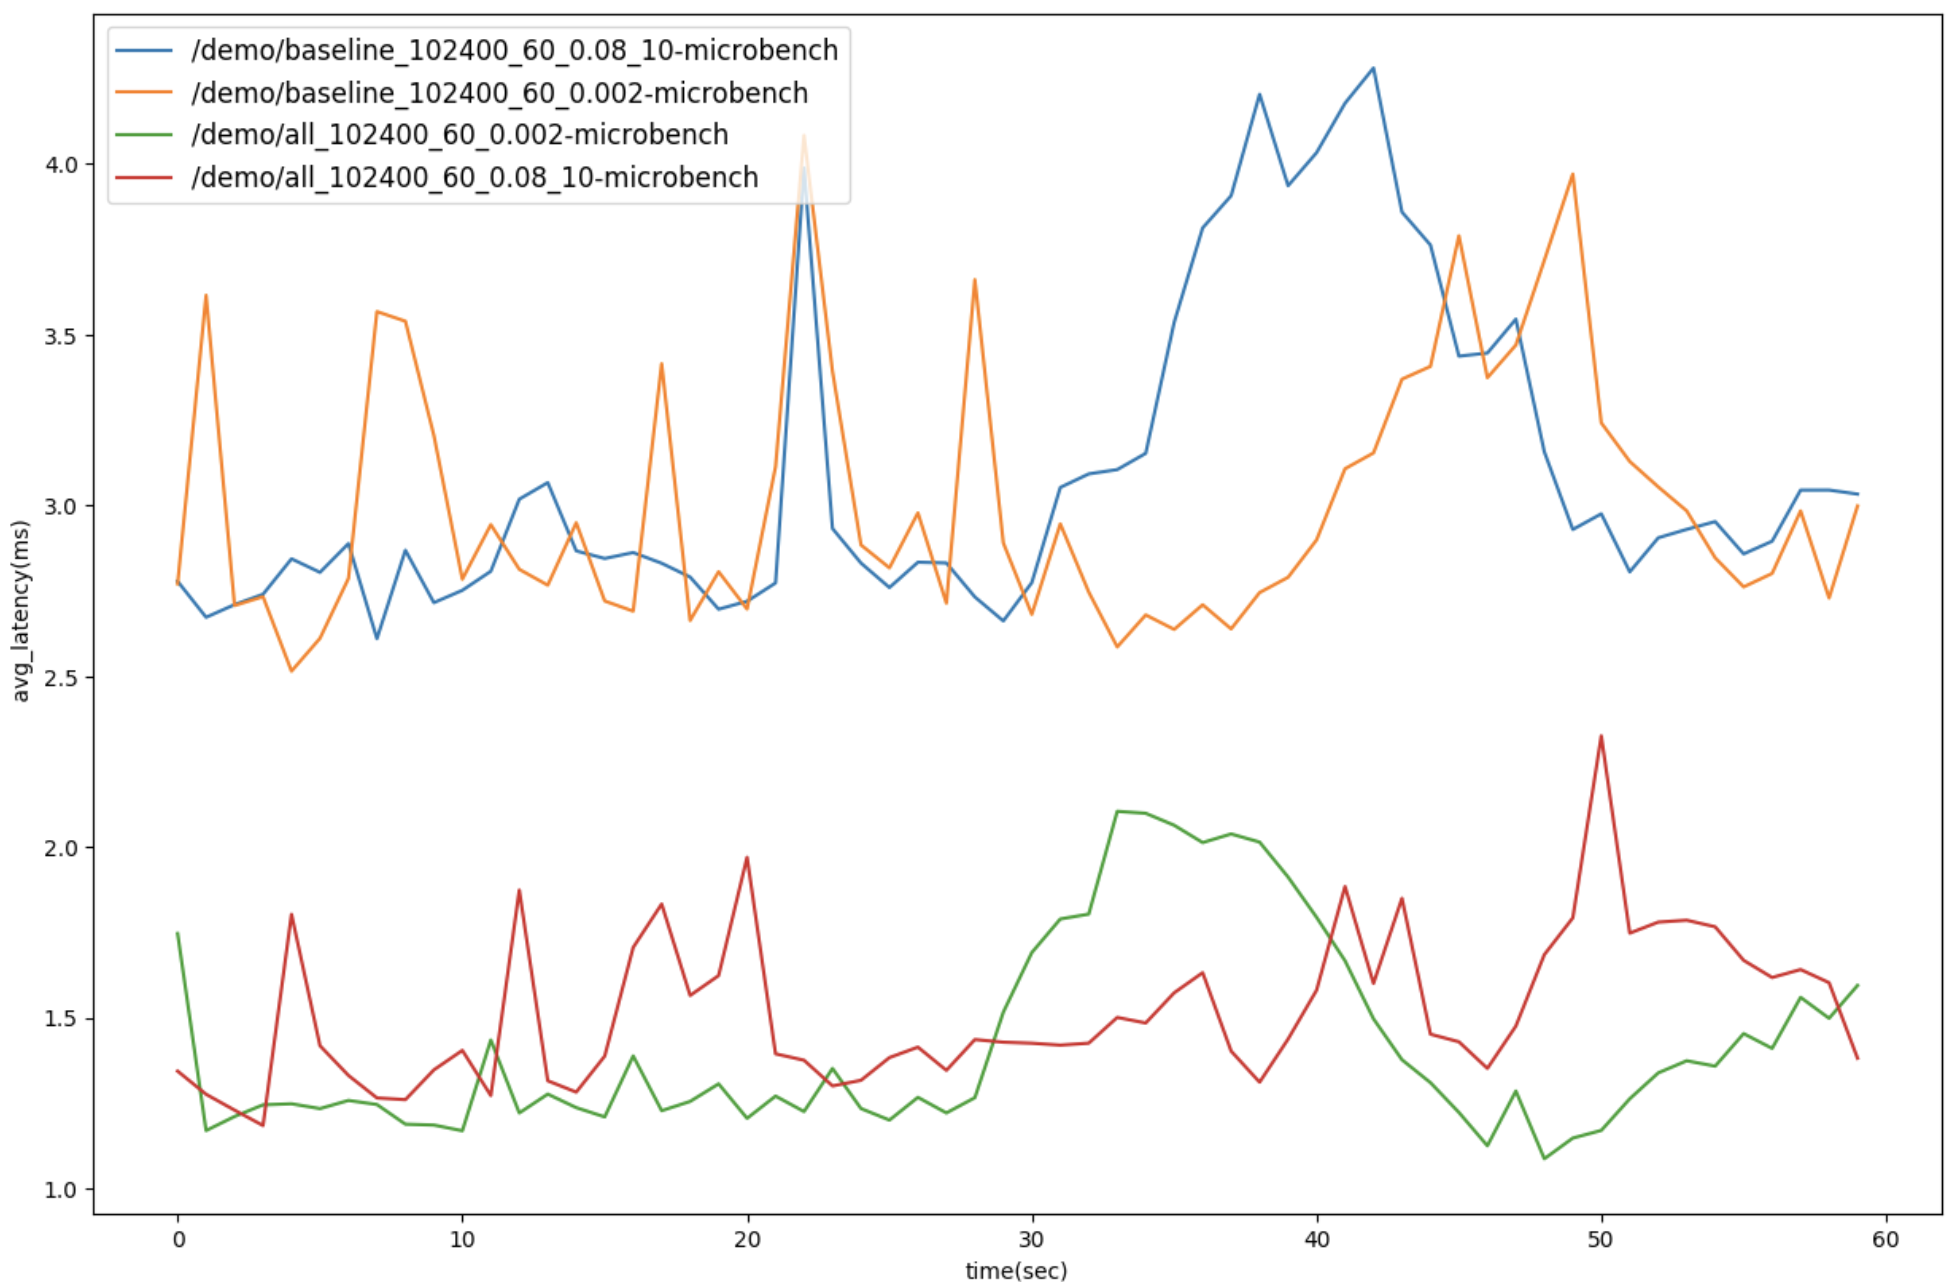 /demo/baseline_102400_60_0.08_10-microbench
/demo/baseline_102400_60_0.002-microbench
/demo/all_102400_60_0.002-microbench
/demo/all_102400_60_0.08_10-microbench
avg_latency(ms)
4.0
3.5
3.0
2.5
2.0
1.5
1.0
0 10 20 30 40 50 60
time(sec)